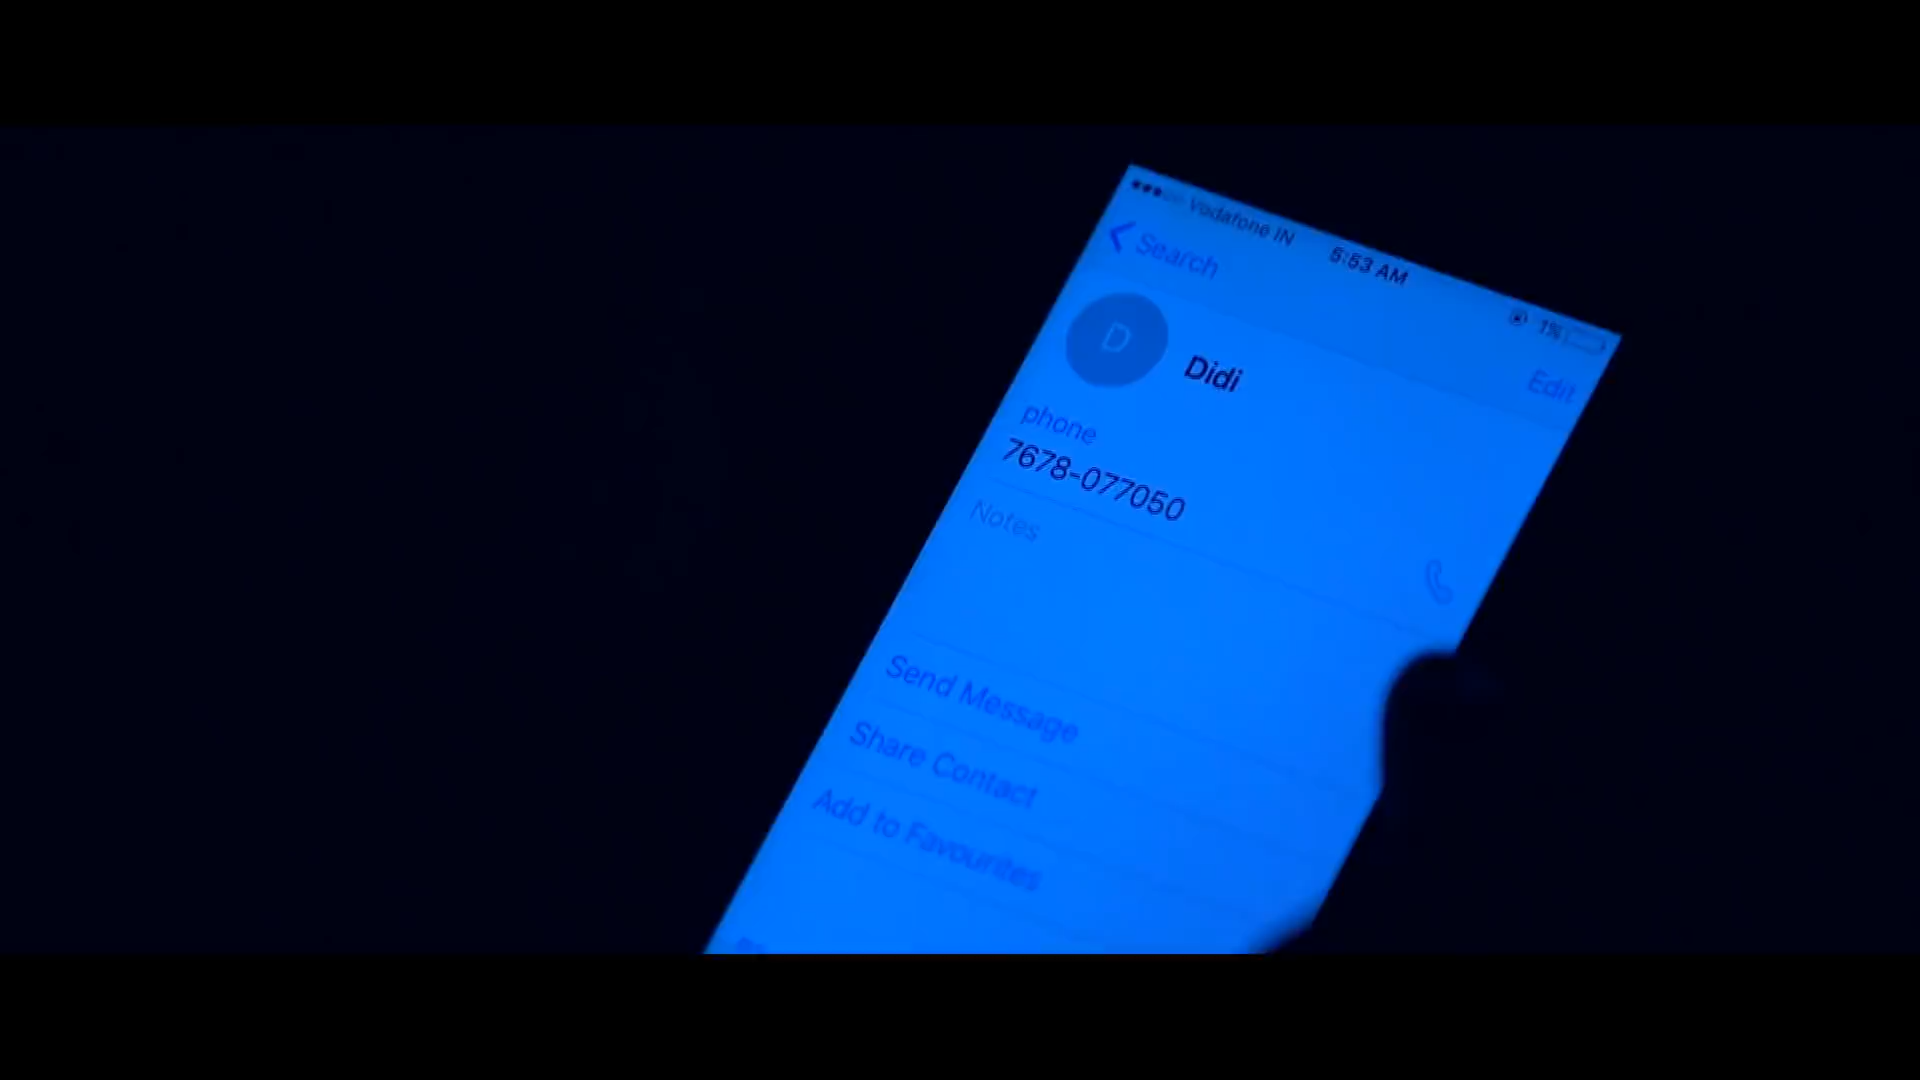 Vodafone IN 5:53 AM 1%
Search
Edit
D
Didi
phone
7678-077050
Notes
Send Message
Share Contact
Add to Favourites